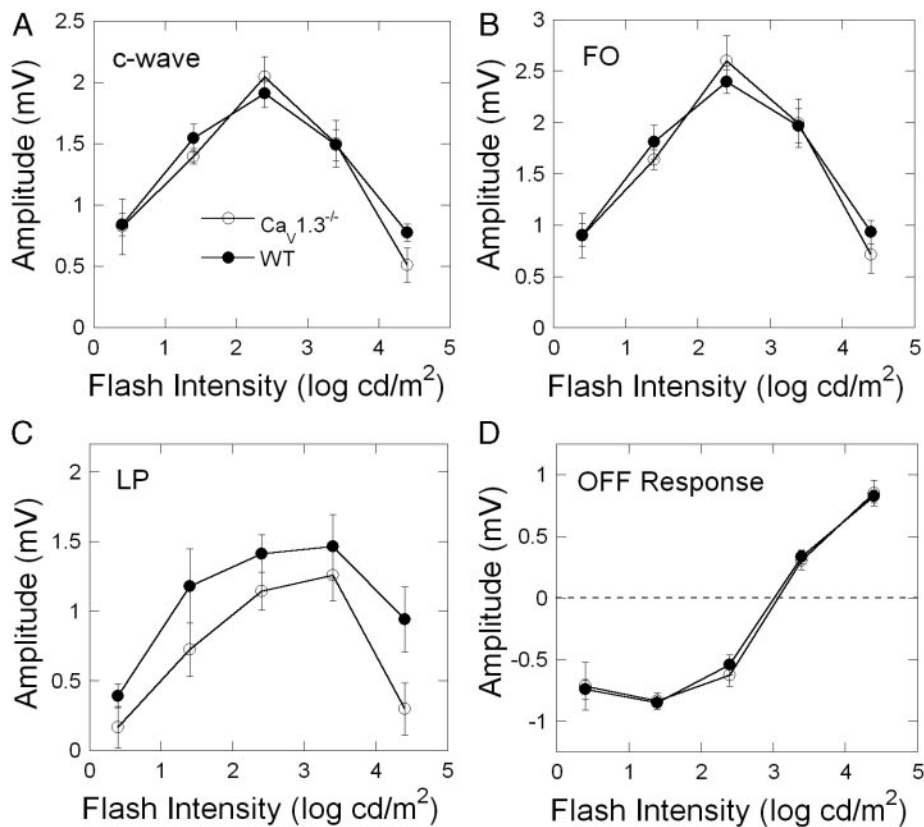 A
c-wave
Amplitude (mV)
2.5
2
1.5
1
0.5
0
0 1 2 3 4 5
Flash Intensity (log cd/m²)
Ca_V1.3⁻/⁻
WT
B
FO
Amplitude (mV)
3
2.5
2
1.5
1
0.5
0
0 1 2 3 4 5
Flash Intensity (log cd/m²)
C
LP
Amplitude (mV)
2
1.5
1
0.5
0
0 1 2 3 4 5
Flash Intensity (log cd/m²)
D
OFF Response
Amplitude (mV)
1
0.5
0
-0.5
-1
0 1 2 3 4 5
Flash Intensity (log cd/m²)